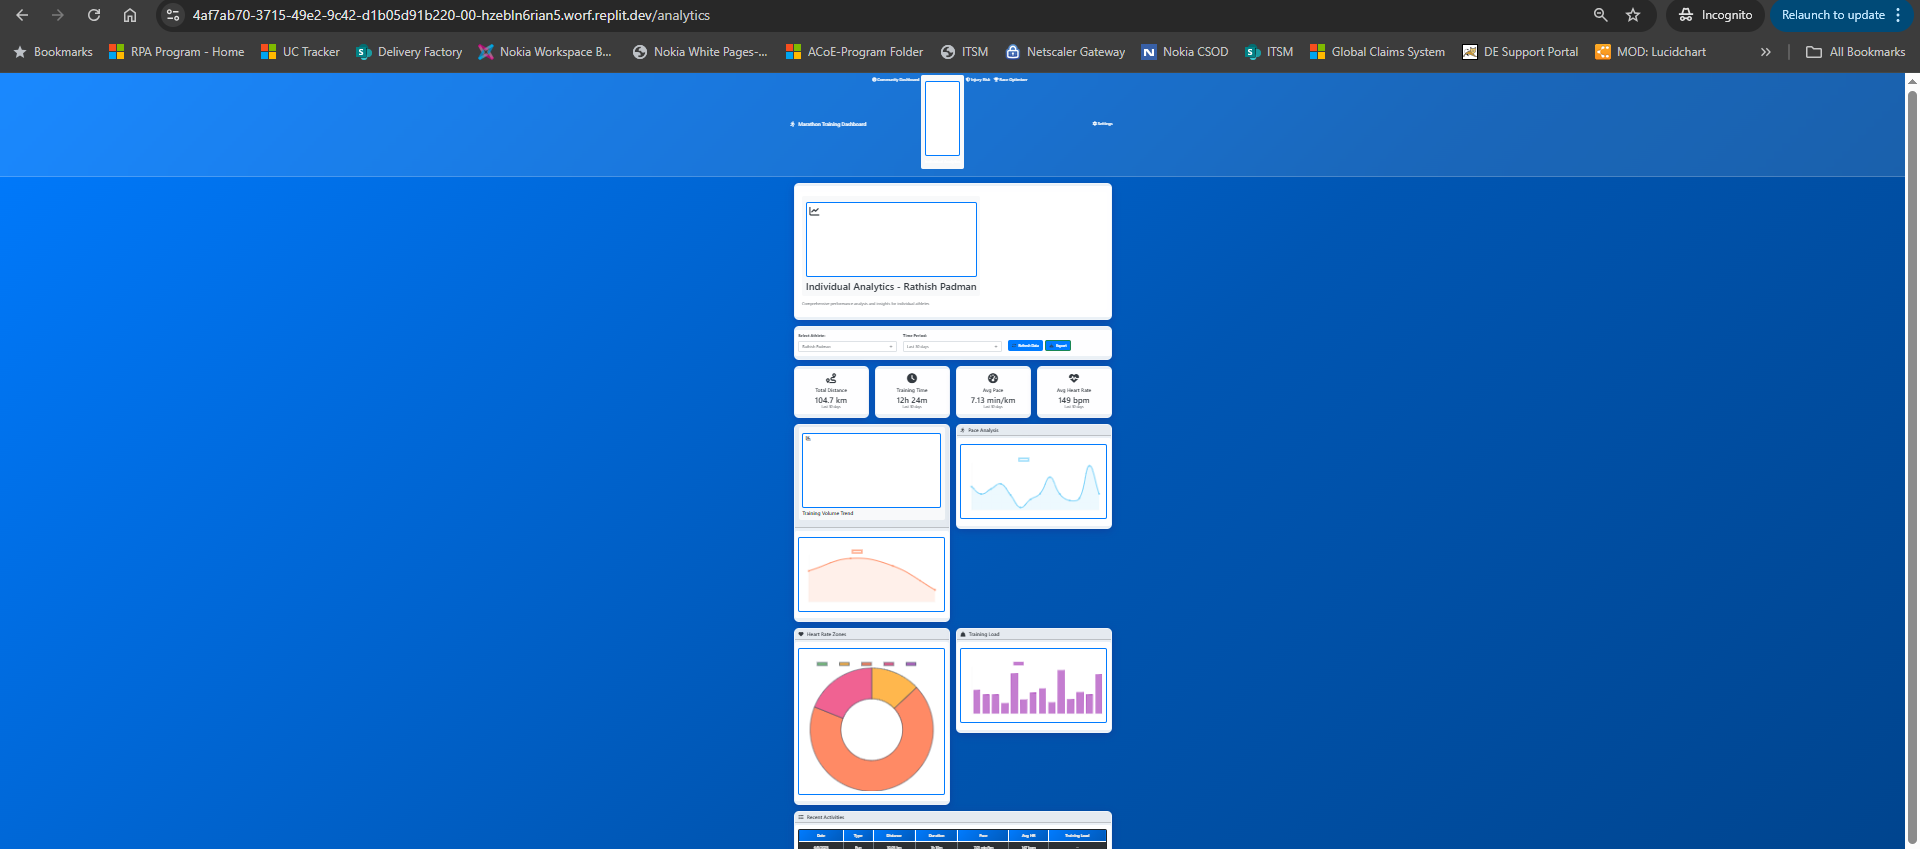 4af7ab70-3715-49e2-9c42-d1b05d91b220-00-hzebln6rian5.worf.replit.dev/analytics
Incognito
Relaunch to update
Bookmarks
RPA Program - Home
UC Tracker
Delivery Factory
Nokia Workspace B...
Nokia White Pages-...
ACoE-Program Folder
ITSM
Netscaler Gateway
Nokia CSOD
ITSM
Global Claims System
DE Support Portal
MOD: Lucidchart
All Bookmarks
Community Dashboard
Injury Risk
Race Optimizer
Marathon Training Dashboard
Settings
Individual Analytics - Rathish Padman
Comprehensive performance analysis and insights for individual athletes
Select Athlete:
Time Period:
Rathish Padman
Last 90 days
Refresh Data
Export
Total Distance
104.7 km
Last 90 days
Training Time
12h 24m
Last 90 days
Avg Pace
7.13 min/km
Last 90 days
Avg Heart Rate
149 bpm
Last 90 days
Training Volume Trend
Pace Analysis
Heart Rate Zones
Training Load
Recent Activities
Date
Type
Distance
Duration
Pace
Avg HR
Training Load
Run